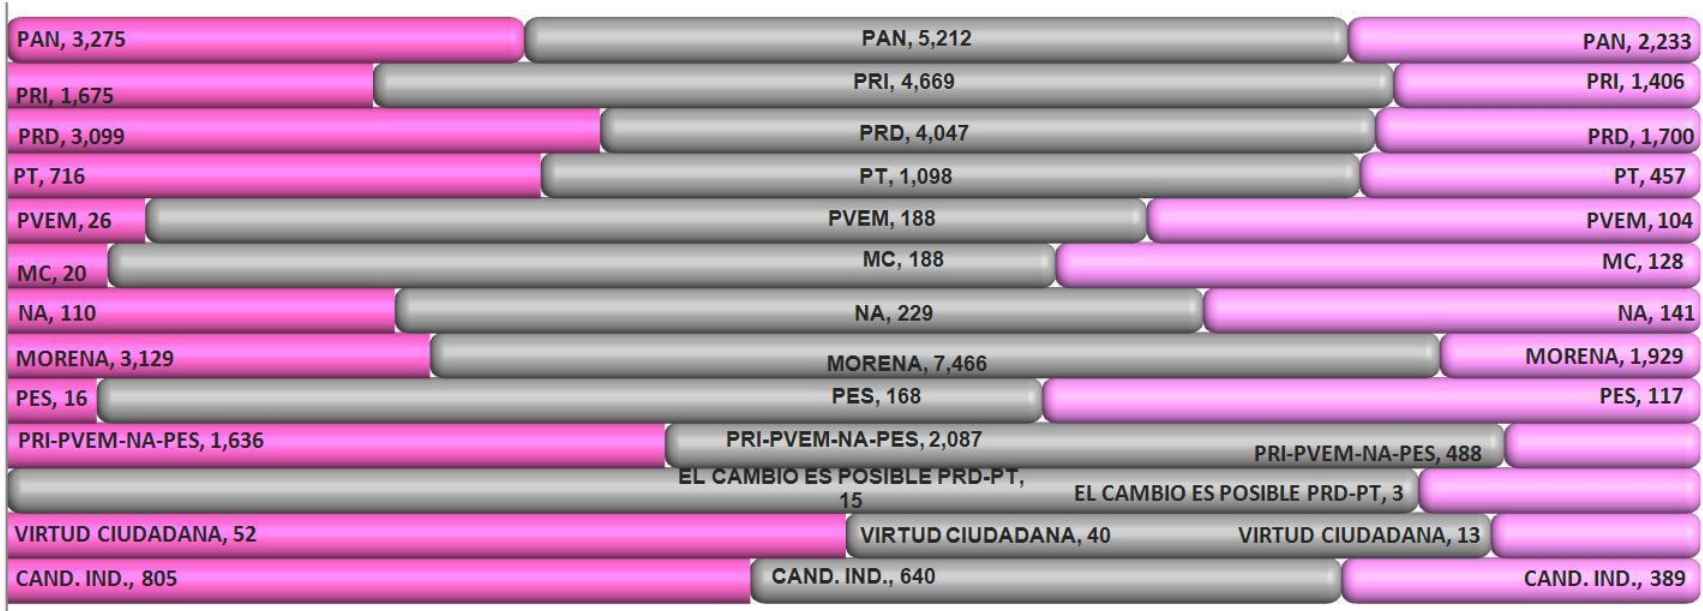 PAN, 3,275 PAN, 5,212 PAN, 2,233
PRI, 1,675 PRI, 4,669 PRI, 1,406
PRD, 3,099 PRD, 4,047 PRD, 1,700
PT, 716 PT, 1,098 PT, 457
PVEM, 26 PVEM, 188 PVEM, 104
MC, 20 MC, 188 MC, 128
NA, 110 NA, 229 NA, 141
MORENA, 3,129 MORENA, 7,466 MORENA, 1,929
PES, 16 PES, 168 PES, 117
PRI-PVEM-NA-PES, 1,636 PRI-PVEM-NA-PES, 2,087 PRI-PVEM-NA-PES, 488
EL CAMBIO ES POSIBLE PRD-PT,
15 EL CAMBIO ES POSIBLE PRD-PT, 3
VIRTUD CIUDADANA, 52 VIRTUD CIUDADANA, 40 VIRTUD CIUDADANA, 13
CAND. IND., 805 CAND. IND., 640 CAND. IND., 389